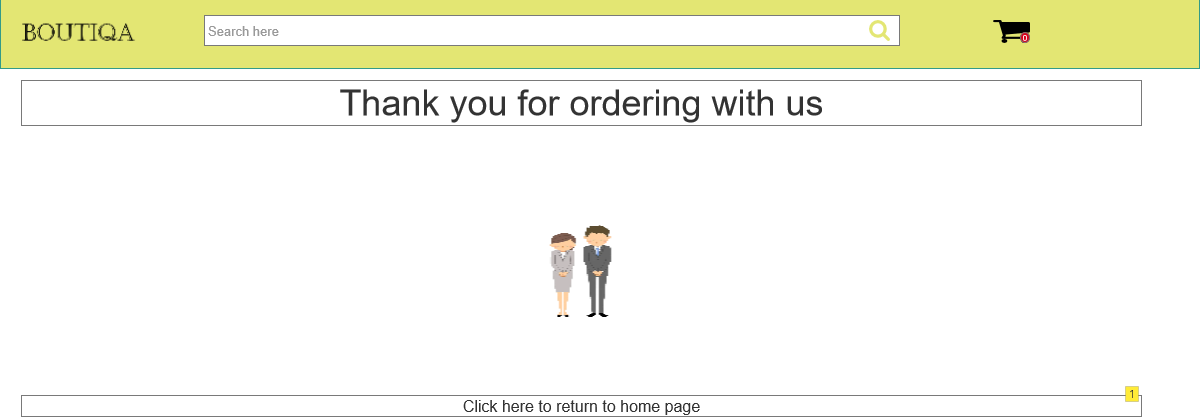 BOUTIQA
Search here
0
Thank you for ordering with us
1
Click here to return to home page